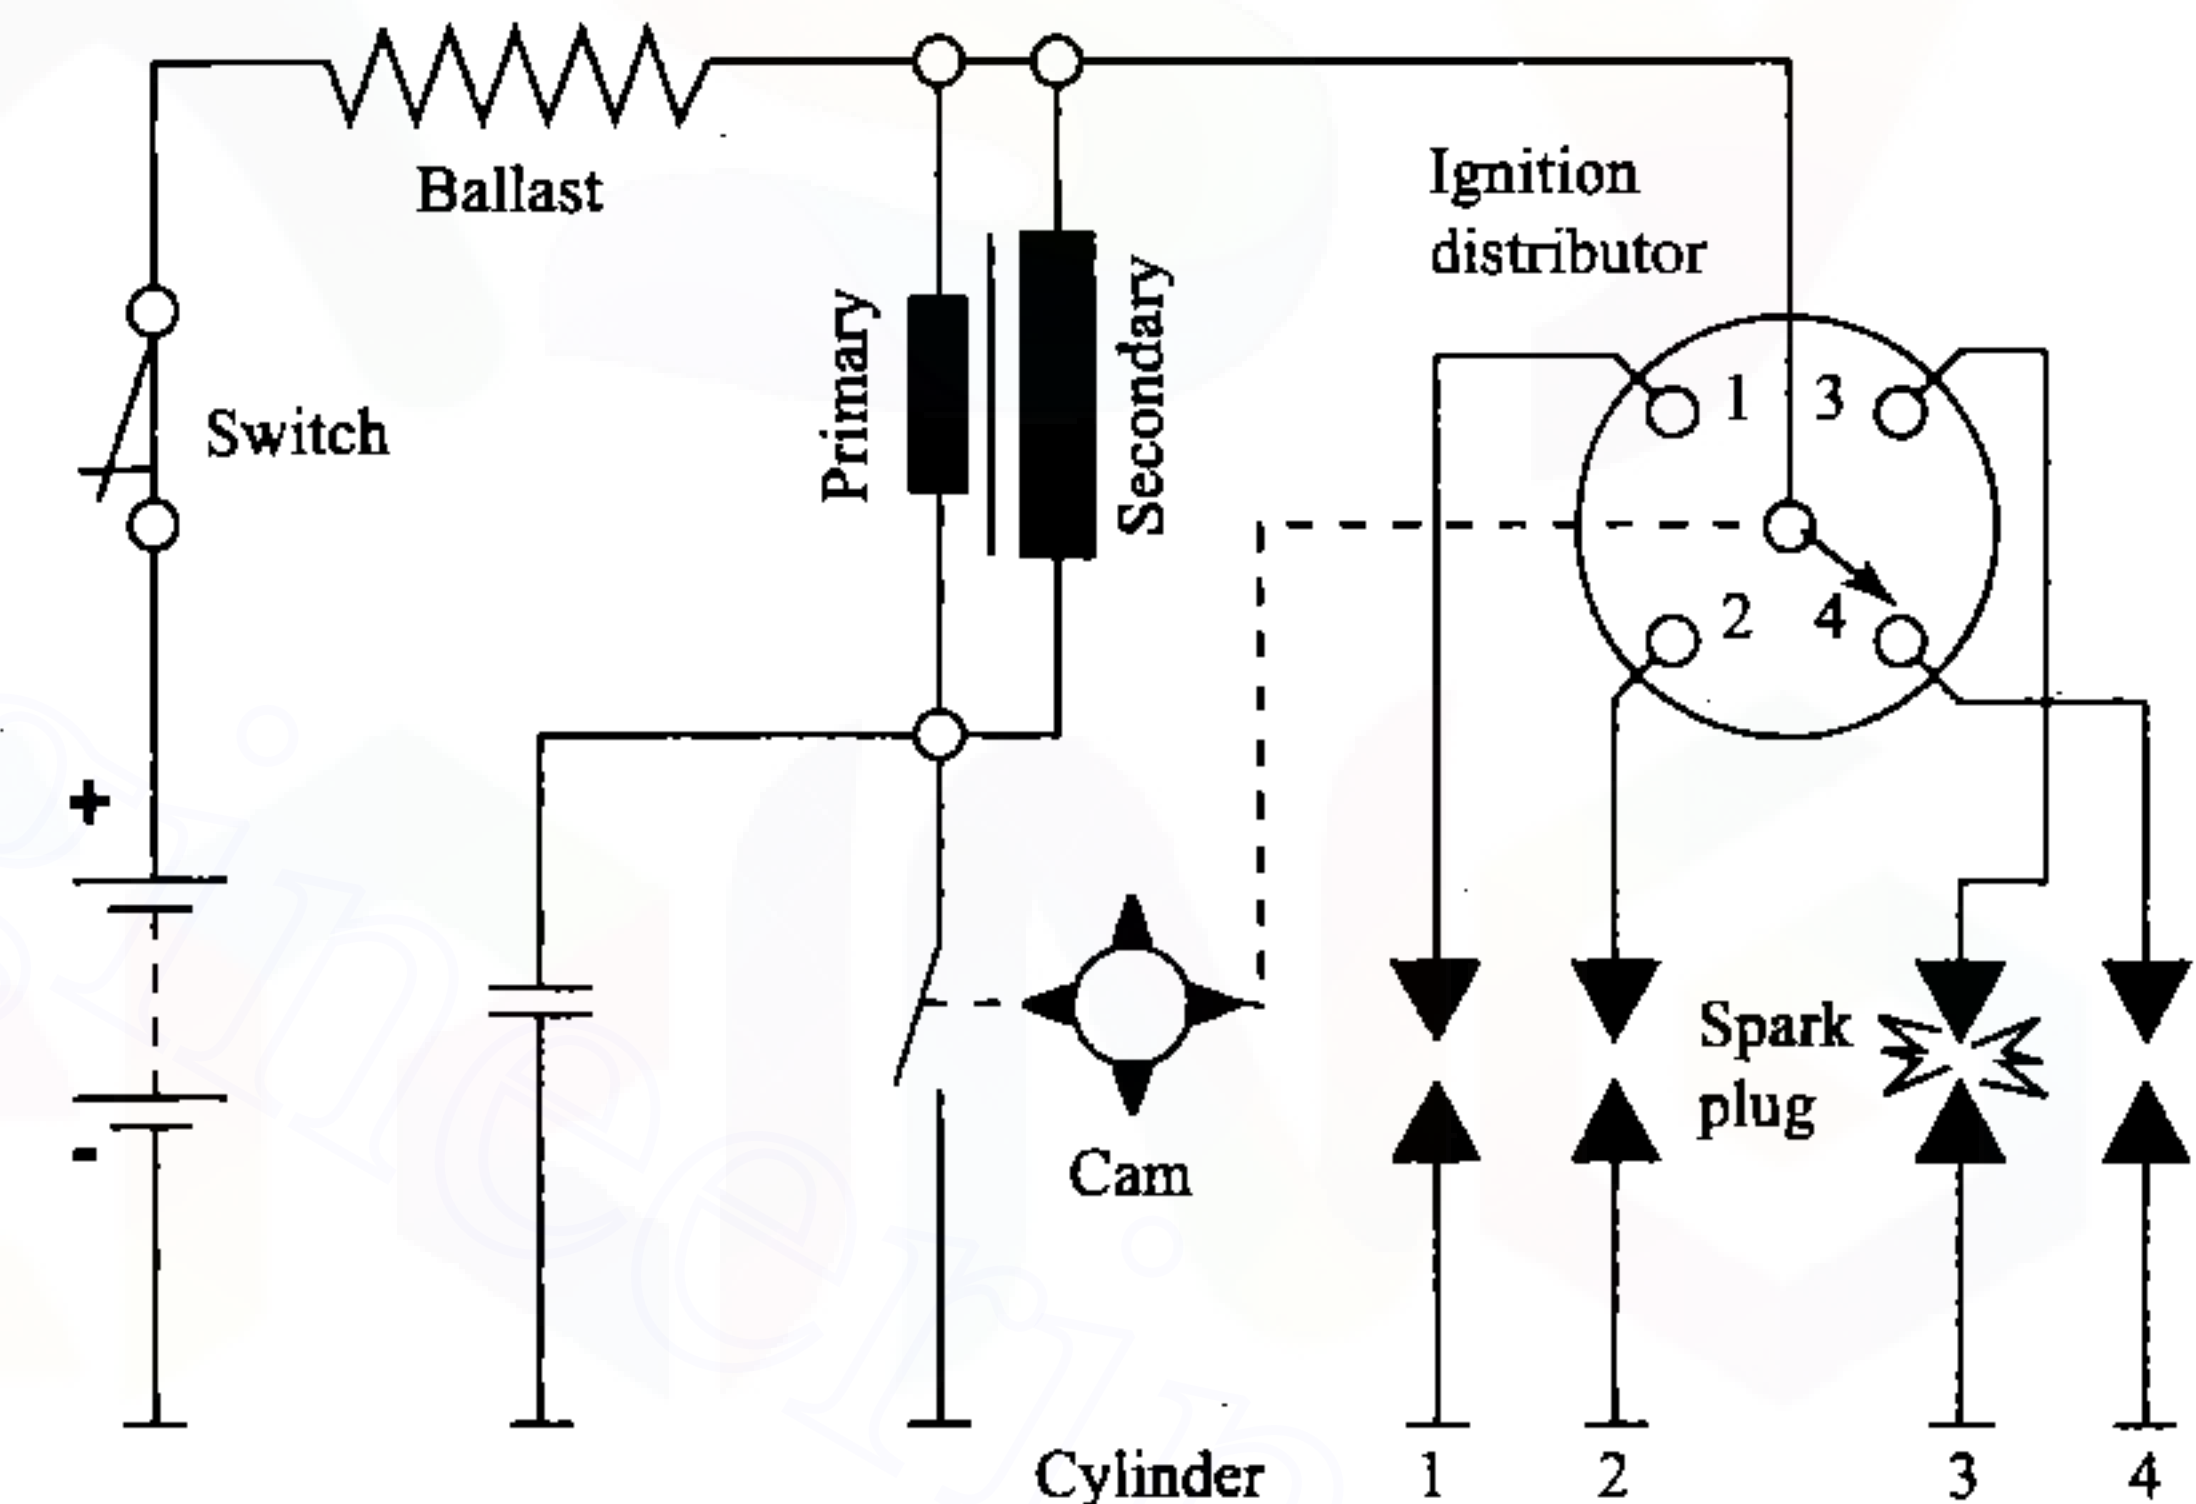 Ballast
Ignition
distributor
Switch
Primary
Secondary
1 3
2 4
+
-
Spark
plug
Cam
Cylinder 1 2 3 4